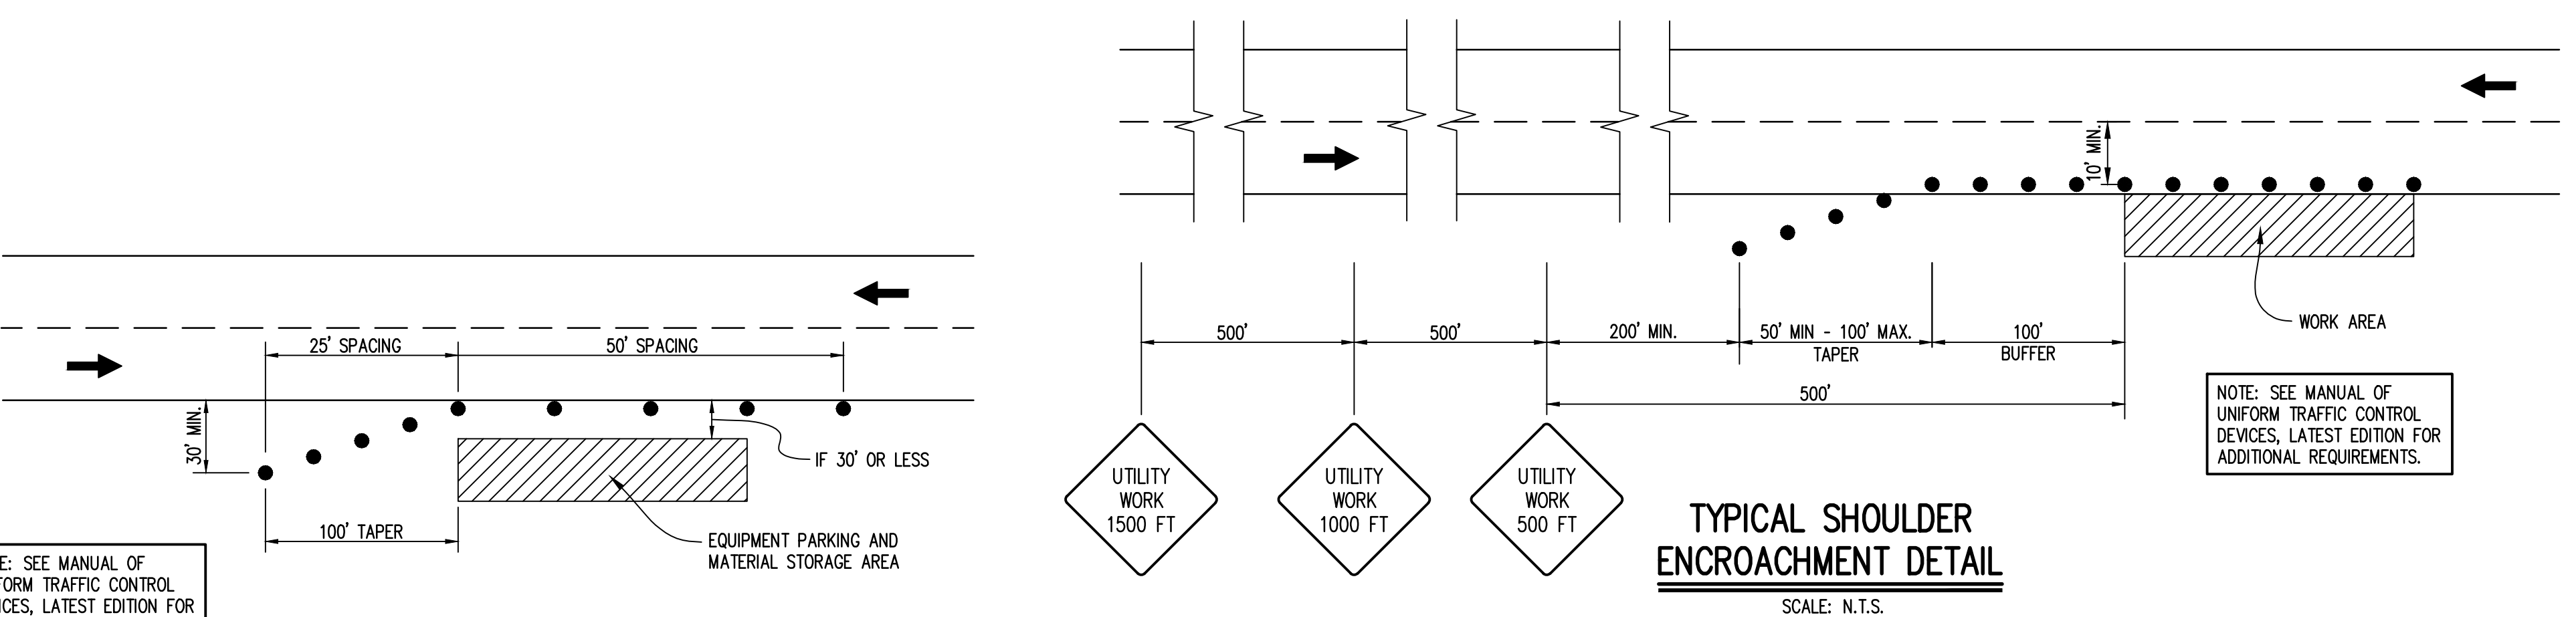 25' SPACING
50' SPACING
30' MIN.
IF 30' OR LESS
100' TAPER
EQUIPMENT PARKING AND
MATERIAL STORAGE AREA
E: SEE MANUAL OF
FORM TRAFFIC CONTROL
ICES, LATEST EDITION FOR
10' MIN.
500'
500'
200' MIN.
50' MIN - 100' MAX.
TAPER
100'
BUFFER
500'
WORK AREA
NOTE: SEE MANUAL OF
UNIFORM TRAFFIC CONTROL
DEVICES, LATEST EDITION FOR
ADDITIONAL REQUIREMENTS.
UTILITY
WORK
1500 FT
UTILITY
WORK
1000 FT
UTILITY
WORK
500 FT
TYPICAL SHOULDER
ENCROACHMENT DETAIL
SCALE: N.T.S.